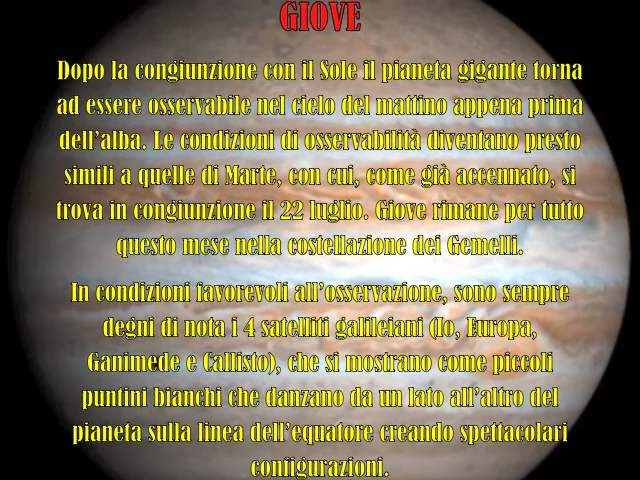 GIOVE
Dopo la congiunzione con il Sole il pianeta gigante torna
ad essere osservabile nel cielo del mattino appena prima
dell'alba. Le condizioni di osservabilità diventano presto
simili a quelle di Marte, con cui, come già accennato, si
trova in congiunzione il 22 luglio. Giove rimane per tutto
questo mese nella costellazione dei Gemelli.
In condizioni favorevoli all'osservazione, sono sempre
degni di nota i 4 satelliti galileiani (Io, Europa,
Ganimede e Callisto), che si mostrano come piccoli
puntini bianchi che danzano da un lato all'altro del
pianeta sulla linea dell'equatore creando spettacolari
configurazioni.